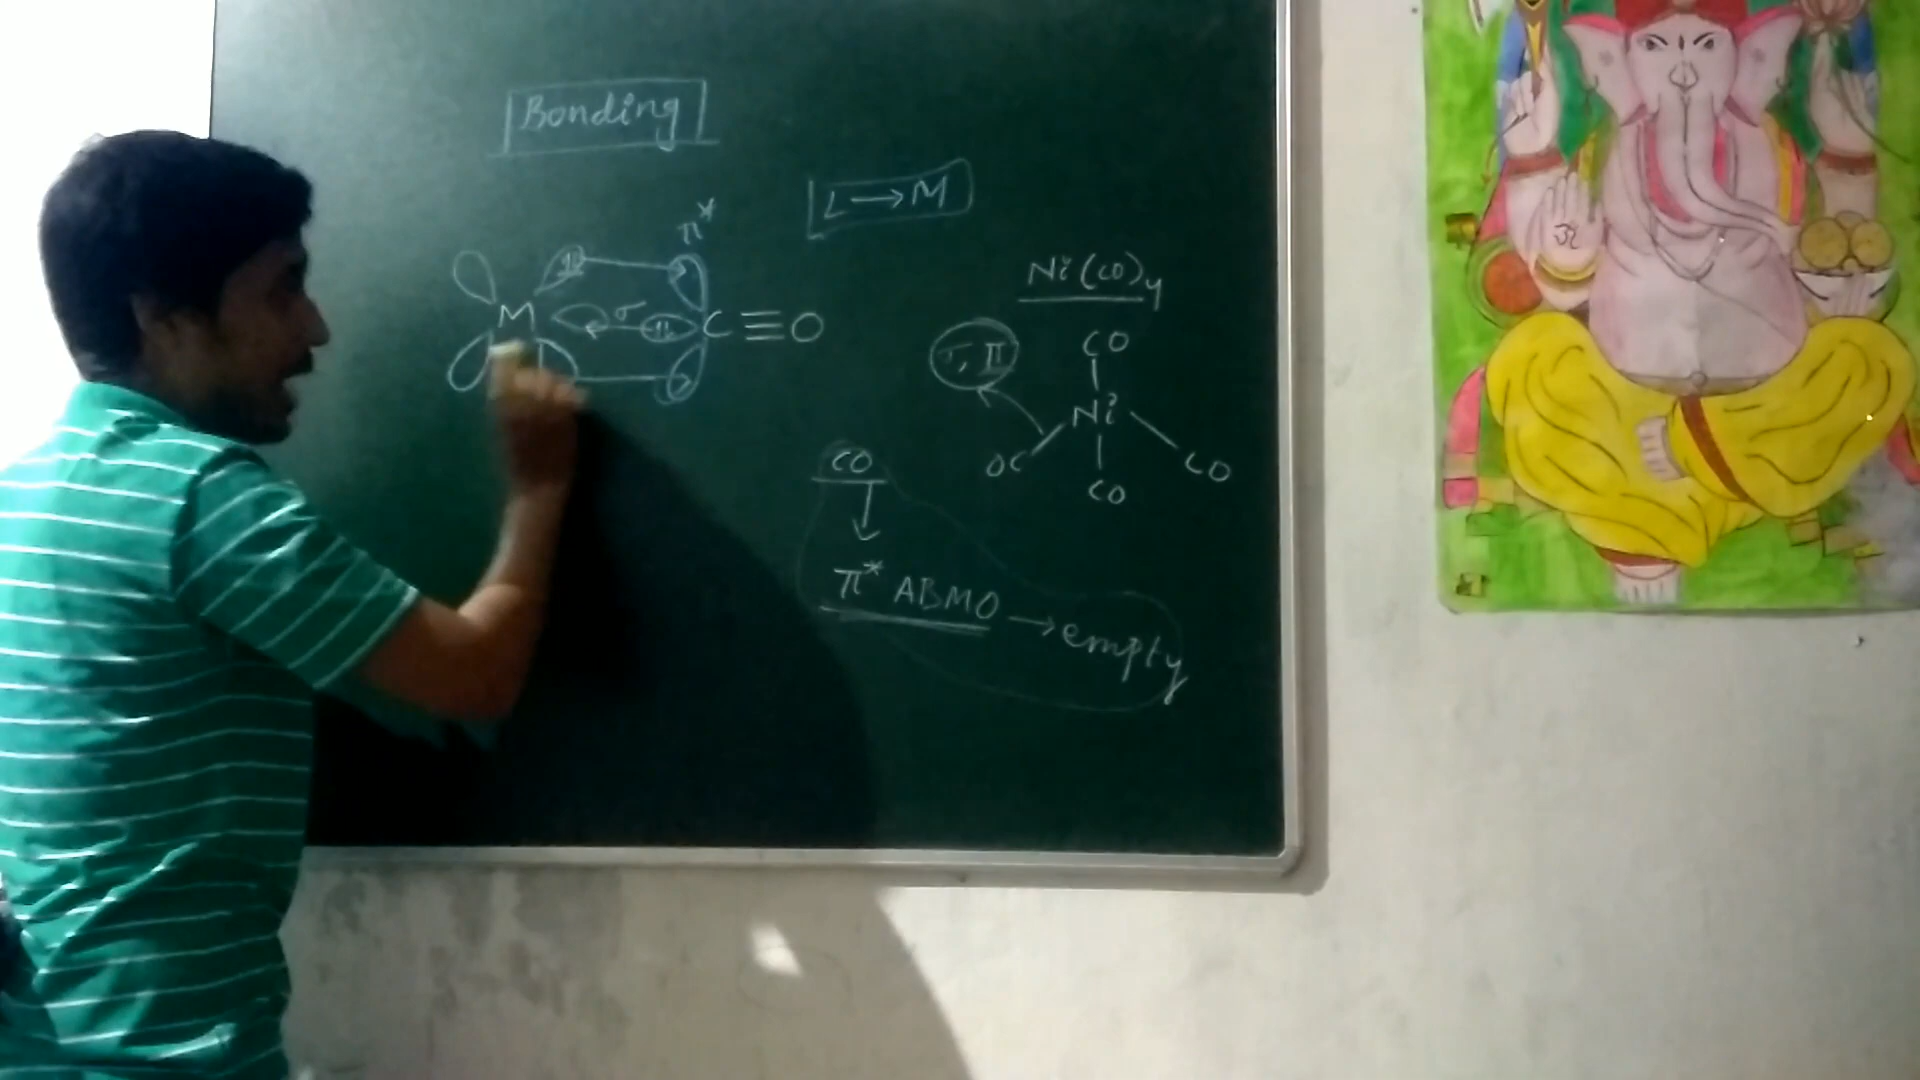 Bonding
L → M
π*
M σ C ≡ O
Ni(CO)4
CO
σ, π
Ni
OC CO
CO
CO
π* ABMO → empty
ॐ